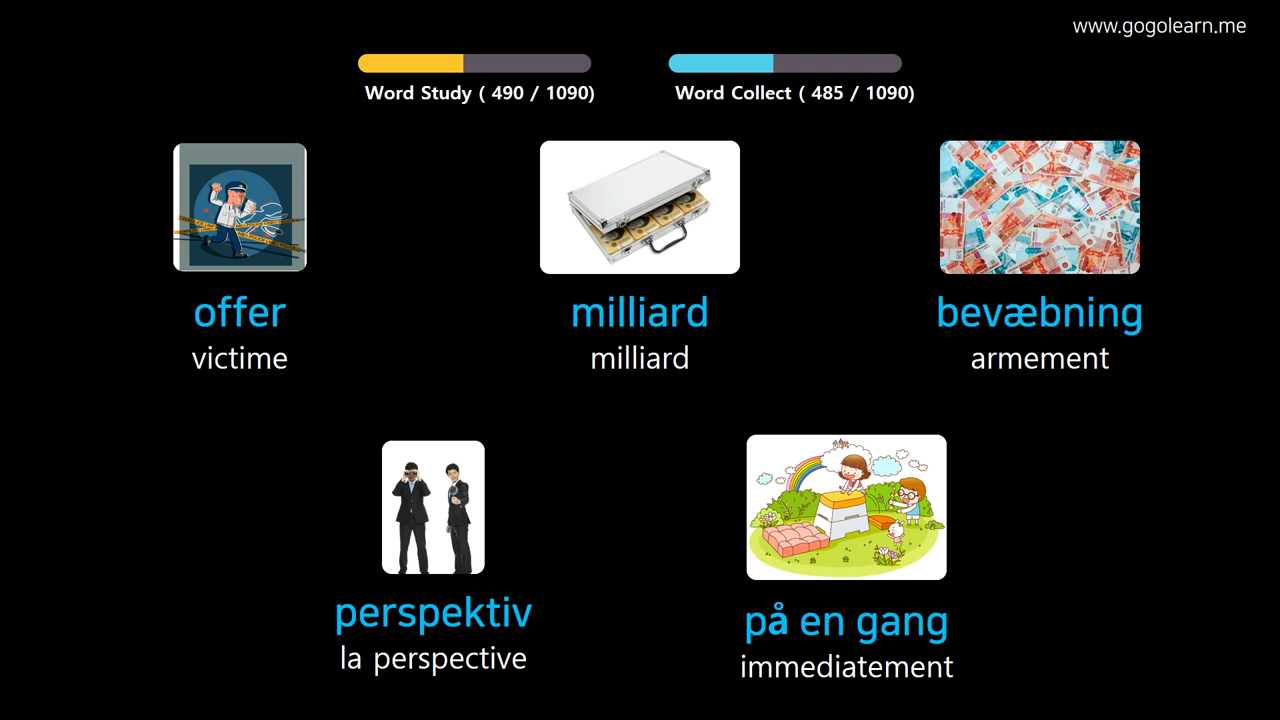 www.gogolearn.me
Word Study ( 490 / 1090)
Word Collect ( 485 / 1090)
offer
victime
milliard
milliard
bevæbning
armement
perspektiv
la perspective
på en gang
immediatement